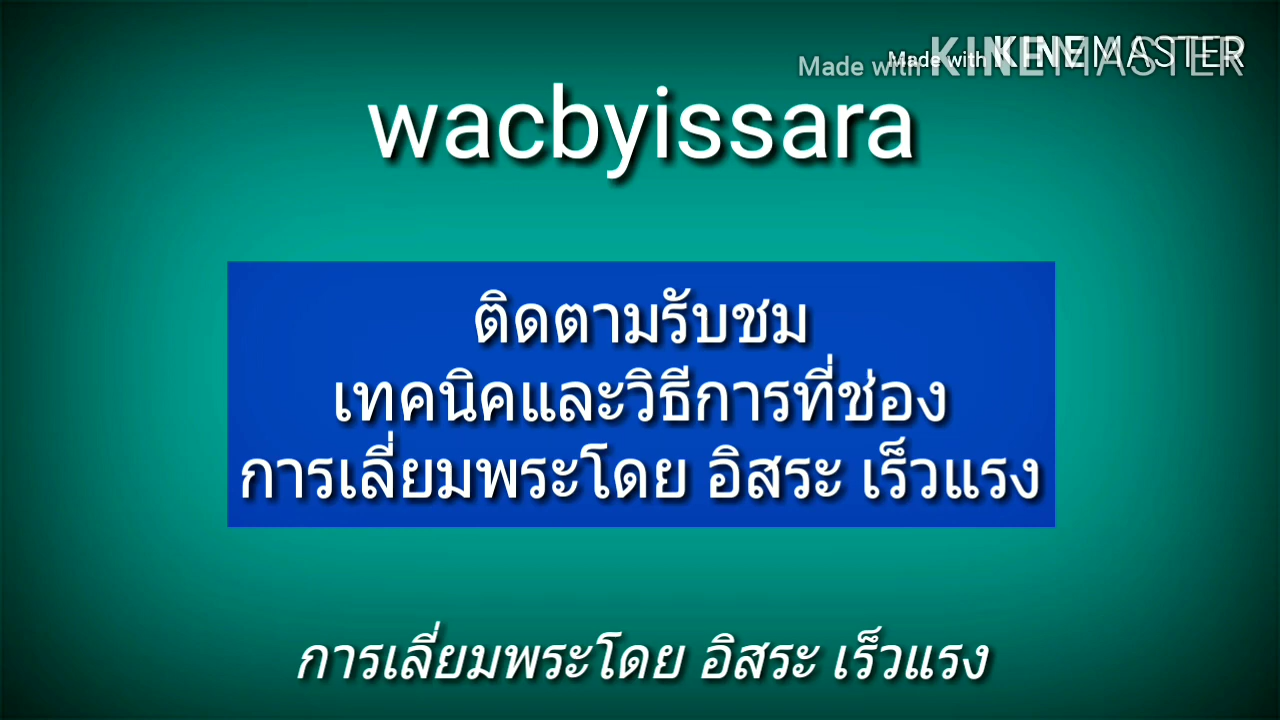 Made with KINEMASTER
Made with KINEMASTER
wacbyissara
ติดตามรับชม
เทคนิคและวิธีการที่ช่อง
การเลี่ยมพระโดย อิสระ เร็วแรง
การเลี่ยมพระโดย อิสระ เร็วแรง